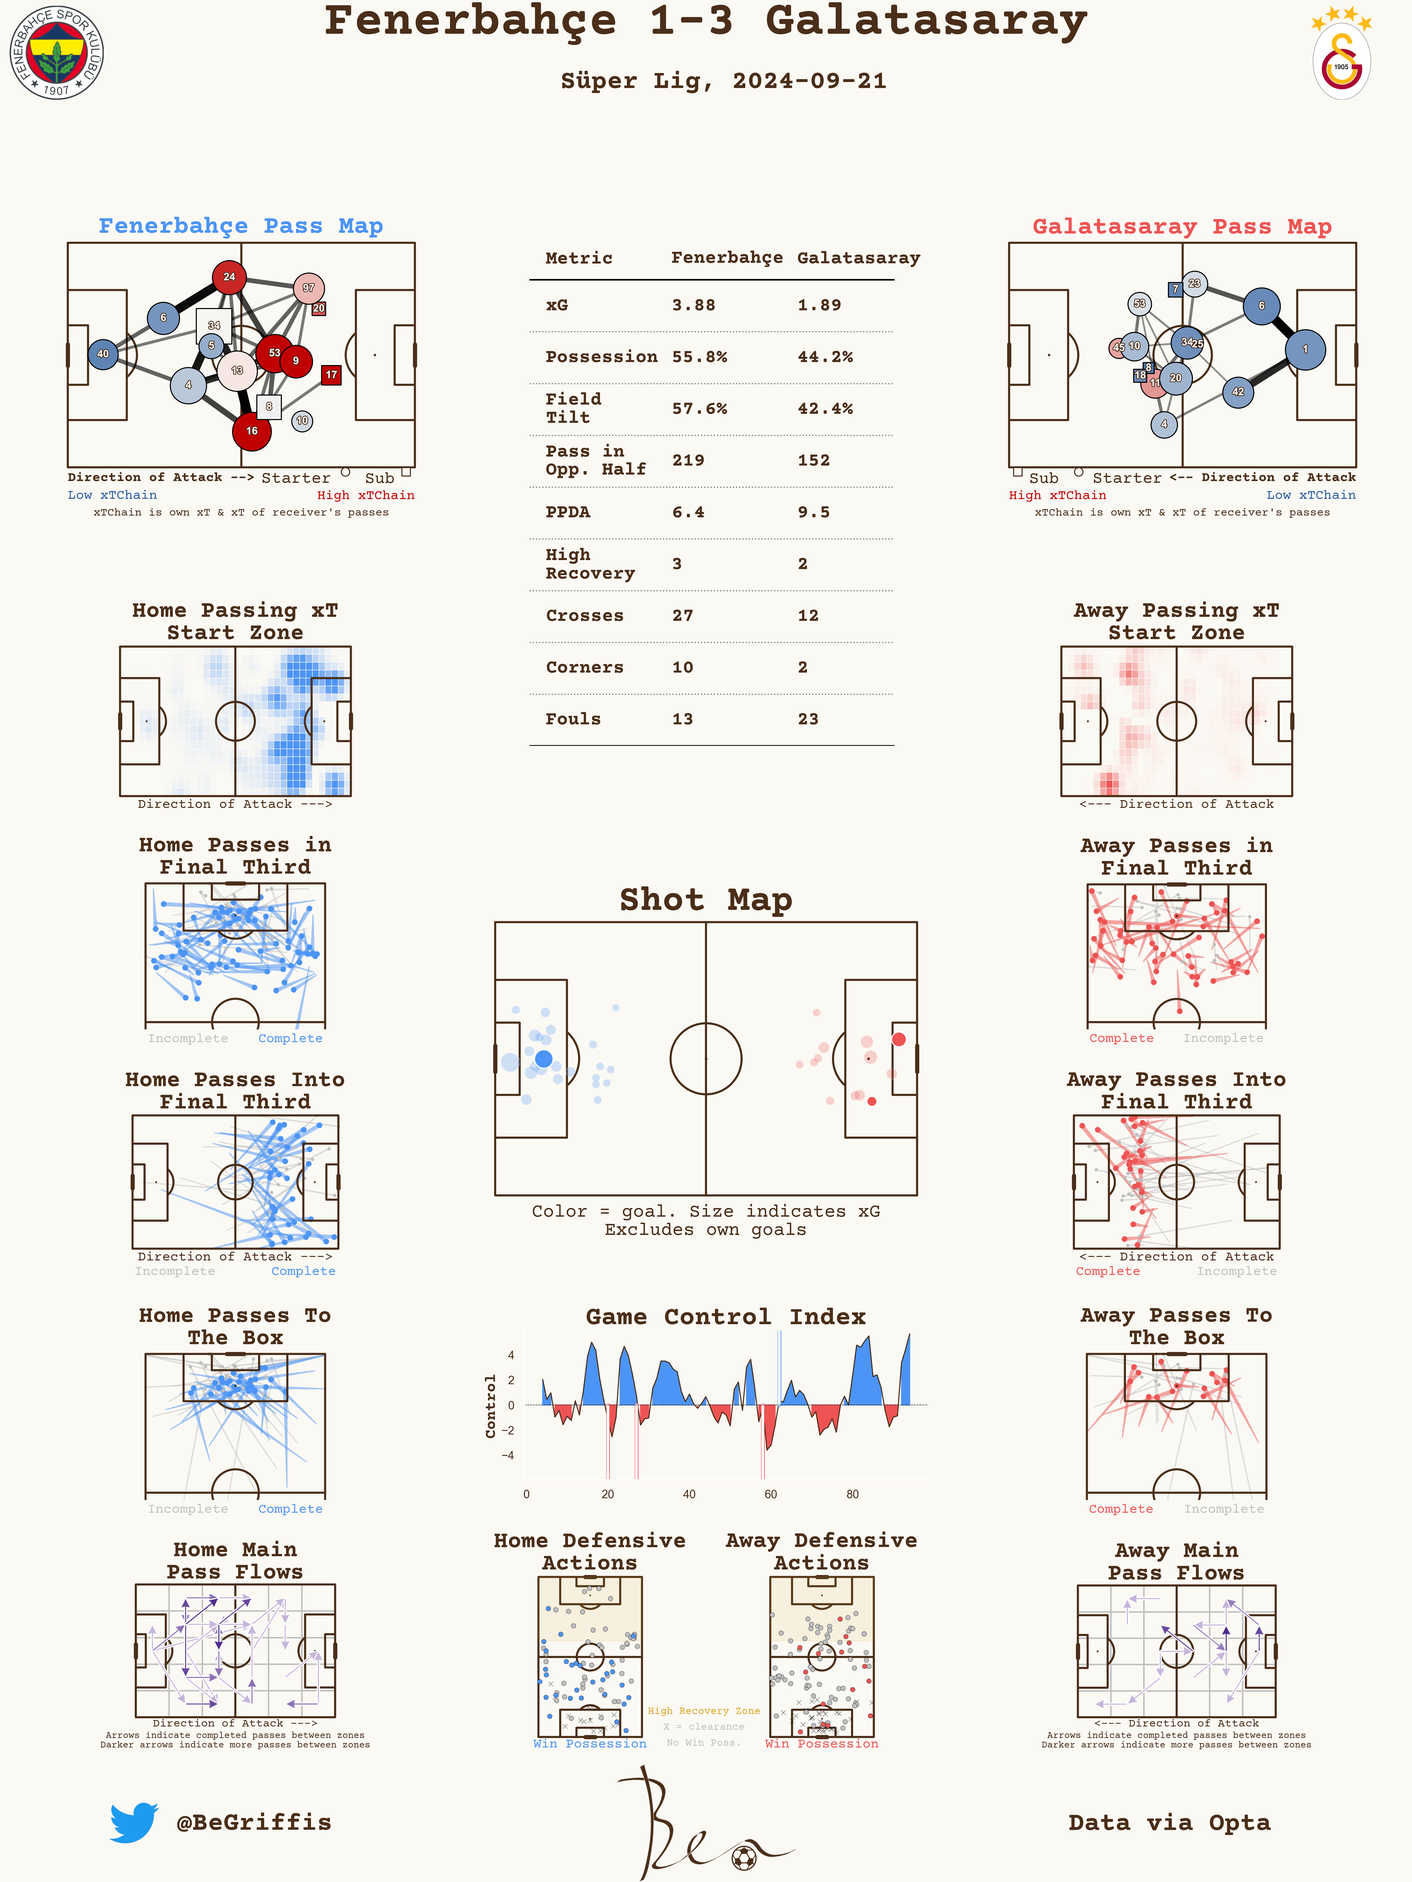 Fenerbahçe 1-3 Galatasaray
Süper Lig, 2024-09-21
FENERBAHÇE SPOR KULÜBÜ
★ 1907 ★
1905
Fenerbahçe Pass Map
24
97
20
6
34
5
40
53
9
13
17
4
8
10
16
Direction of Attack --> Starter Sub
Low xTChain High xTChain
xTChain is own xT & xT of receiver's passes
Metric Fenerbahçe Galatasaray
xG 3.88 1.89
Possession 55.8% 44.2%
Field
Tilt 57.6% 42.4%
Pass in
Opp. Half 219 152
PPDA 6.4 9.5
High
Recovery 3 2
Crosses 27 12
Corners 10 2
Fouls 13 23
Galatasaray Pass Map
7
23
53
6
45
10
34
25
1
8
18
11
20
42
4
Sub Starter <-- Direction of Attack
High xTChain Low xTChain
xTChain is own xT & xT of receiver's passes
Home Passing xT
Start Zone
Direction of Attack --->
Away Passing xT
Start Zone
<--- Direction of Attack
Home Passes in
Final Third
Incomplete Complete
Away Passes in
Final Third
Complete Incomplete
Shot Map
Color = goal. Size indicates xG
Excludes own goals
Home Passes Into
Final Third
Direction of Attack --->
Incomplete Complete
Away Passes Into
Final Third
<--- Direction of Attack
Complete Incomplete
Home Passes To
The Box
Incomplete Complete
Game Control Index
Control
4
2
0
−2
−4
0 20 40 60 80
Away Passes To
The Box
Complete Incomplete
Home Main
Pass Flows
Direction of Attack --->
Arrows indicate completed passes between zones
Darker arrows indicate more passes between zones
Home Defensive
Actions
Win Possession
High Recovery Zone
X = clearance
No Win Poss.
Away Defensive
Actions
Win Possession
Away Main
Pass Flows
<--- Direction of Attack
Arrows indicate completed passes between zones
Darker arrows indicate more passes between zones
@BeGriffis
Ben
Data via Opta